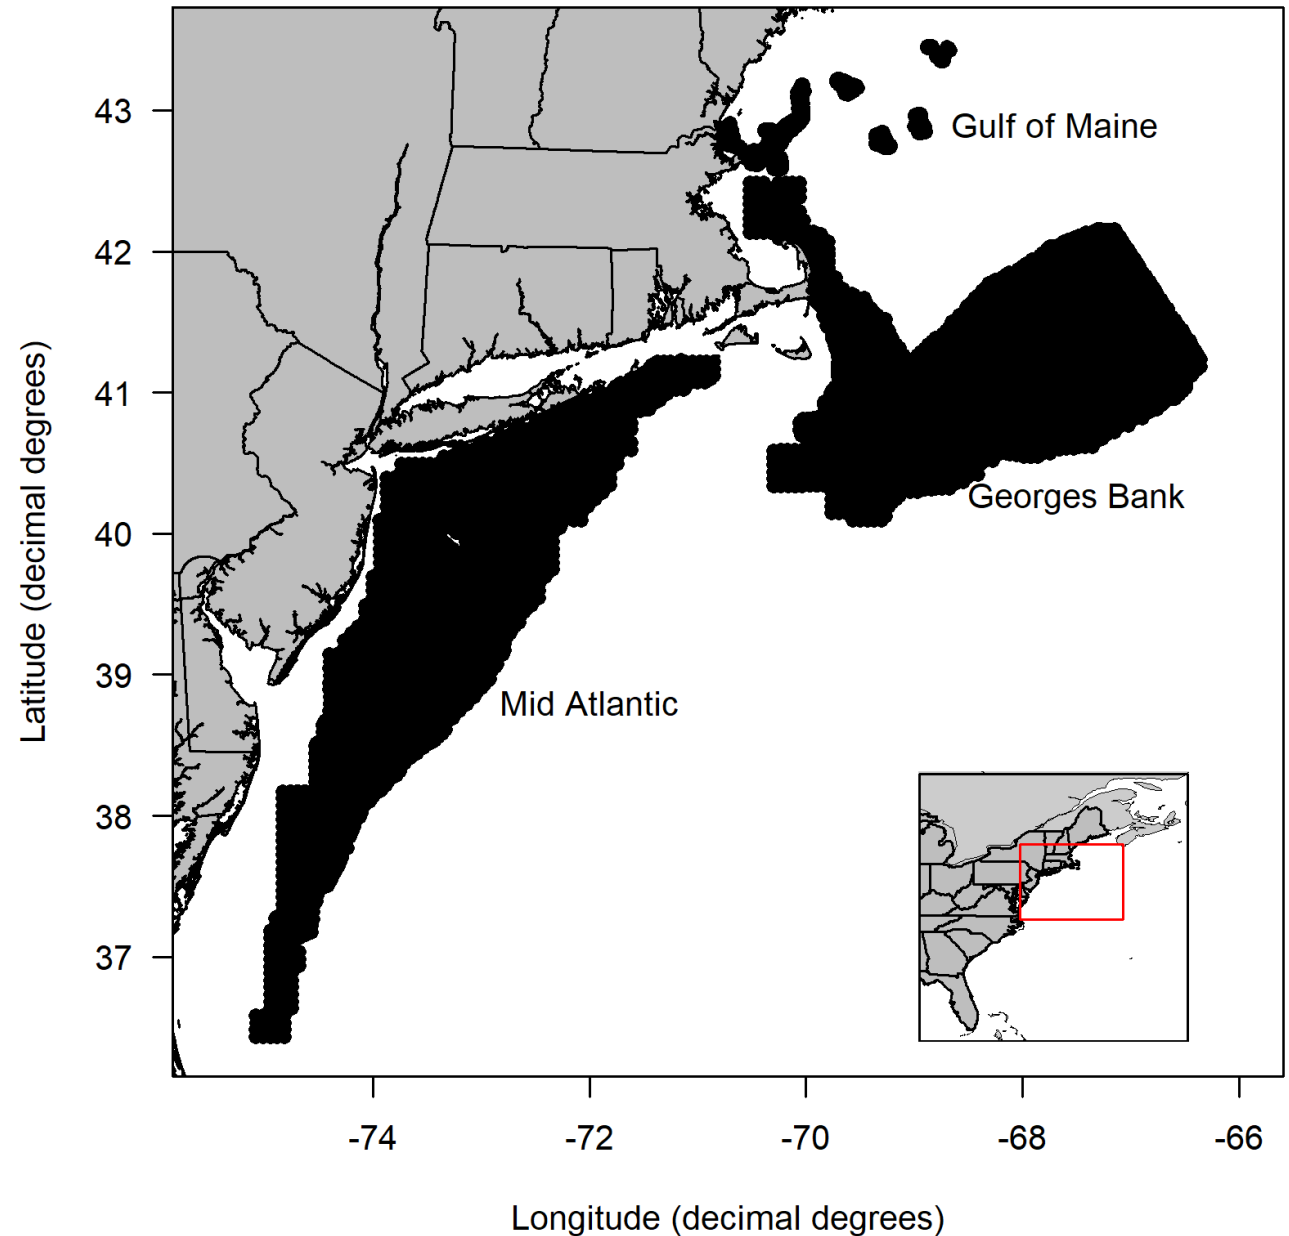 43
42
41
40
39
38
37
Latitude (decimal degrees)
Gulf of Maine
Georges Bank
Mid Atlantic
-74
-72
-70
-68
-66
Longitude (decimal degrees)